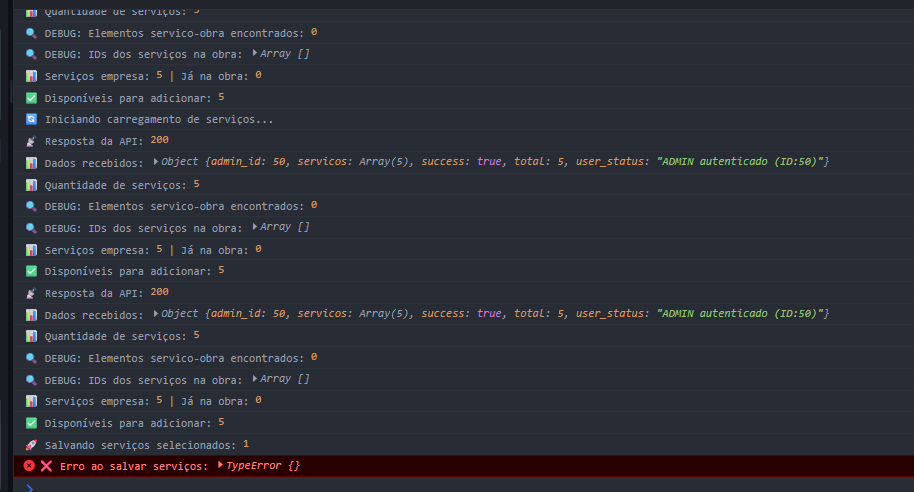 Quantidade de serviços: 5
DEBUG: Elementos servico-obra encontrados: 0
DEBUG: IDs dos serviços na obra: Array []
Serviços empresa: 5 | Já na obra: 0
Disponíveis para adicionar: 5
Iniciando carregamento de serviços...
Resposta da API: 200
Dados recebidos: Object {admin_id: 50, servicos: Array(5), success: true, total: 5, user_status: "ADMIN autenticado (ID:50)"}
Quantidade de serviços: 5
DEBUG: Elementos servico-obra encontrados: 0
DEBUG: IDs dos serviços na obra: Array []
Serviços empresa: 5 | Já na obra: 0
Disponíveis para adicionar: 5
Resposta da API: 200
Dados recebidos: Object {admin_id: 50, servicos: Array(5), success: true, total: 5, user_status: "ADMIN autenticado (ID:50)"}
Quantidade de serviços: 5
DEBUG: Elementos servico-obra encontrados: 0
DEBUG: IDs dos serviços na obra: Array []
Serviços empresa: 5 | Já na obra: 0
Disponíveis para adicionar: 5
Salvando serviços selecionados: 1
Erro ao salvar serviços: TypeError {}